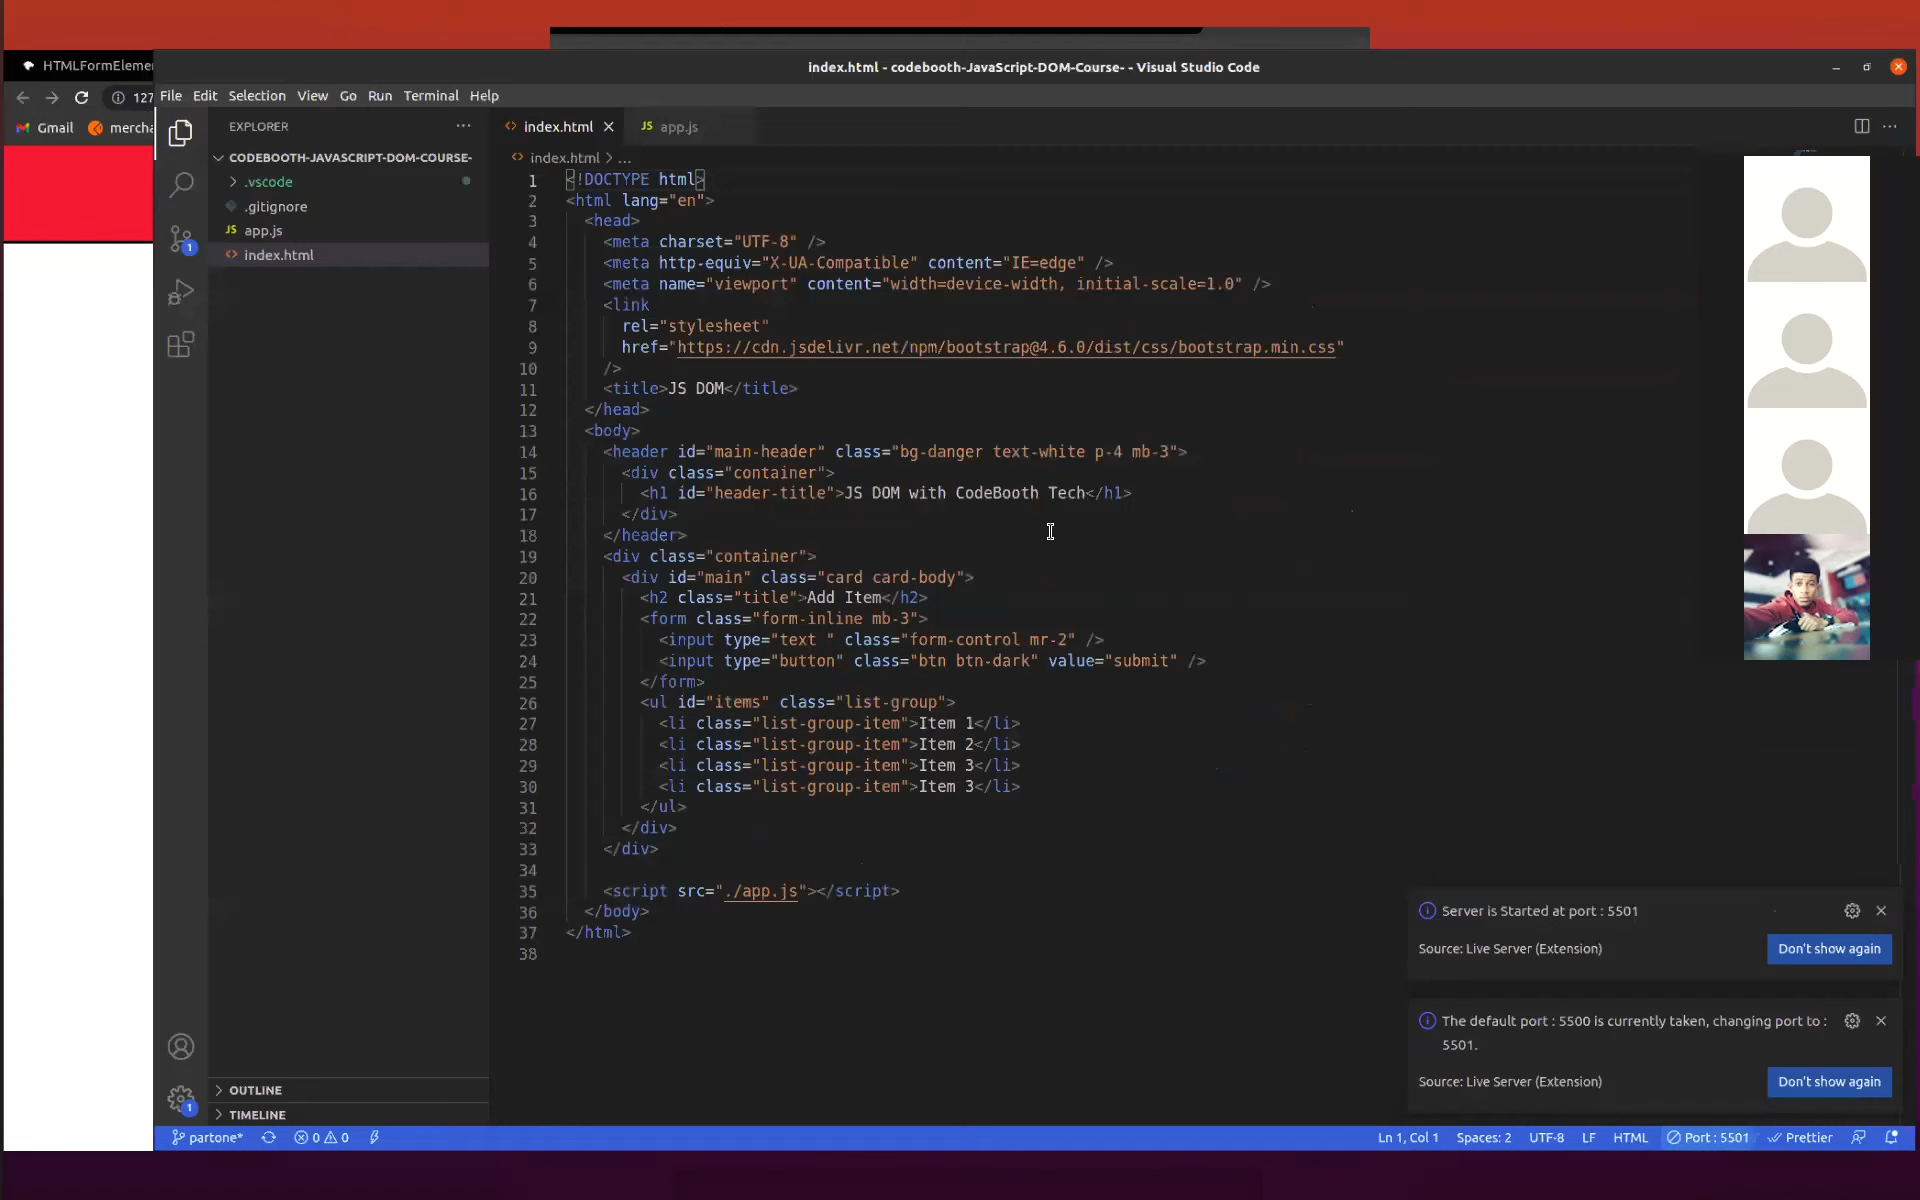 HTMLFormEleme
127
Gmail
mercha
index.html - codebooth-JavaScript-DOM-Course- - Visual Studio Code
File Edit Selection View Go Run Terminal Help
EXPLORER
CODEBOOTH-JAVASCRIPT-DOM-COURSE-
.vscode
.gitignore
JS app.js
<> index.html
OUTLINE
TIMELINE
<> index.html
JS app.js
<> index.html > ...
1 <!DOCTYPE html>
2 <html lang="en">
3 <head>
4 <meta charset="UTF-8" />
5 <meta http-equiv="X-UA-Compatible" content="IE=edge" />
6 <meta name="viewport" content="width=device-width, initial-scale=1.0" />
7 <link
8 rel="stylesheet"
9 href="https://cdn.jsdelivr.net/npm/bootstrap@4.6.0/dist/css/bootstrap.min.css"
10 />
11 <title>JS DOM</title>
12 </head>
13 <body>
14 <header id="main-header" class="bg-danger text-white p-4 mb-3">
15 <div class="container">
16 <h1 id="header-title">JS DOM with CodeBooth Tech</h1>
17 </div>
18 </header>
19 <div class="container">
20 <div id="main" class="card card-body">
21 <h2 class="title">Add Item</h2>
22 <form class="form-inline mb-3">
23 <input type="text " class="form-control mr-2" />
24 <input type="button" class="btn btn-dark" value="submit" />
25 </form>
26 <ul id="items" class="list-group">
27 <li class="list-group-item">Item 1</li>
28 <li class="list-group-item">Item 2</li>
29 <li class="list-group-item">Item 3</li>
30 <li class="list-group-item">Item 3</li>
31 </ul>
32 </div>
33 </div>
34
35 <script src="./app.js"></script>
36 </body>
37 </html>
38
1
1
Server is Started at port : 5501
Source: Live Server (Extension)
Don't show again
The default port : 5500 is currently taken, changing port to :
5501.
Source: Live Server (Extension)
Don't show again
partone* 0 0 Ln 1, Col 1 Spaces: 2 UTF-8 LF HTML Port : 5501 Prettier